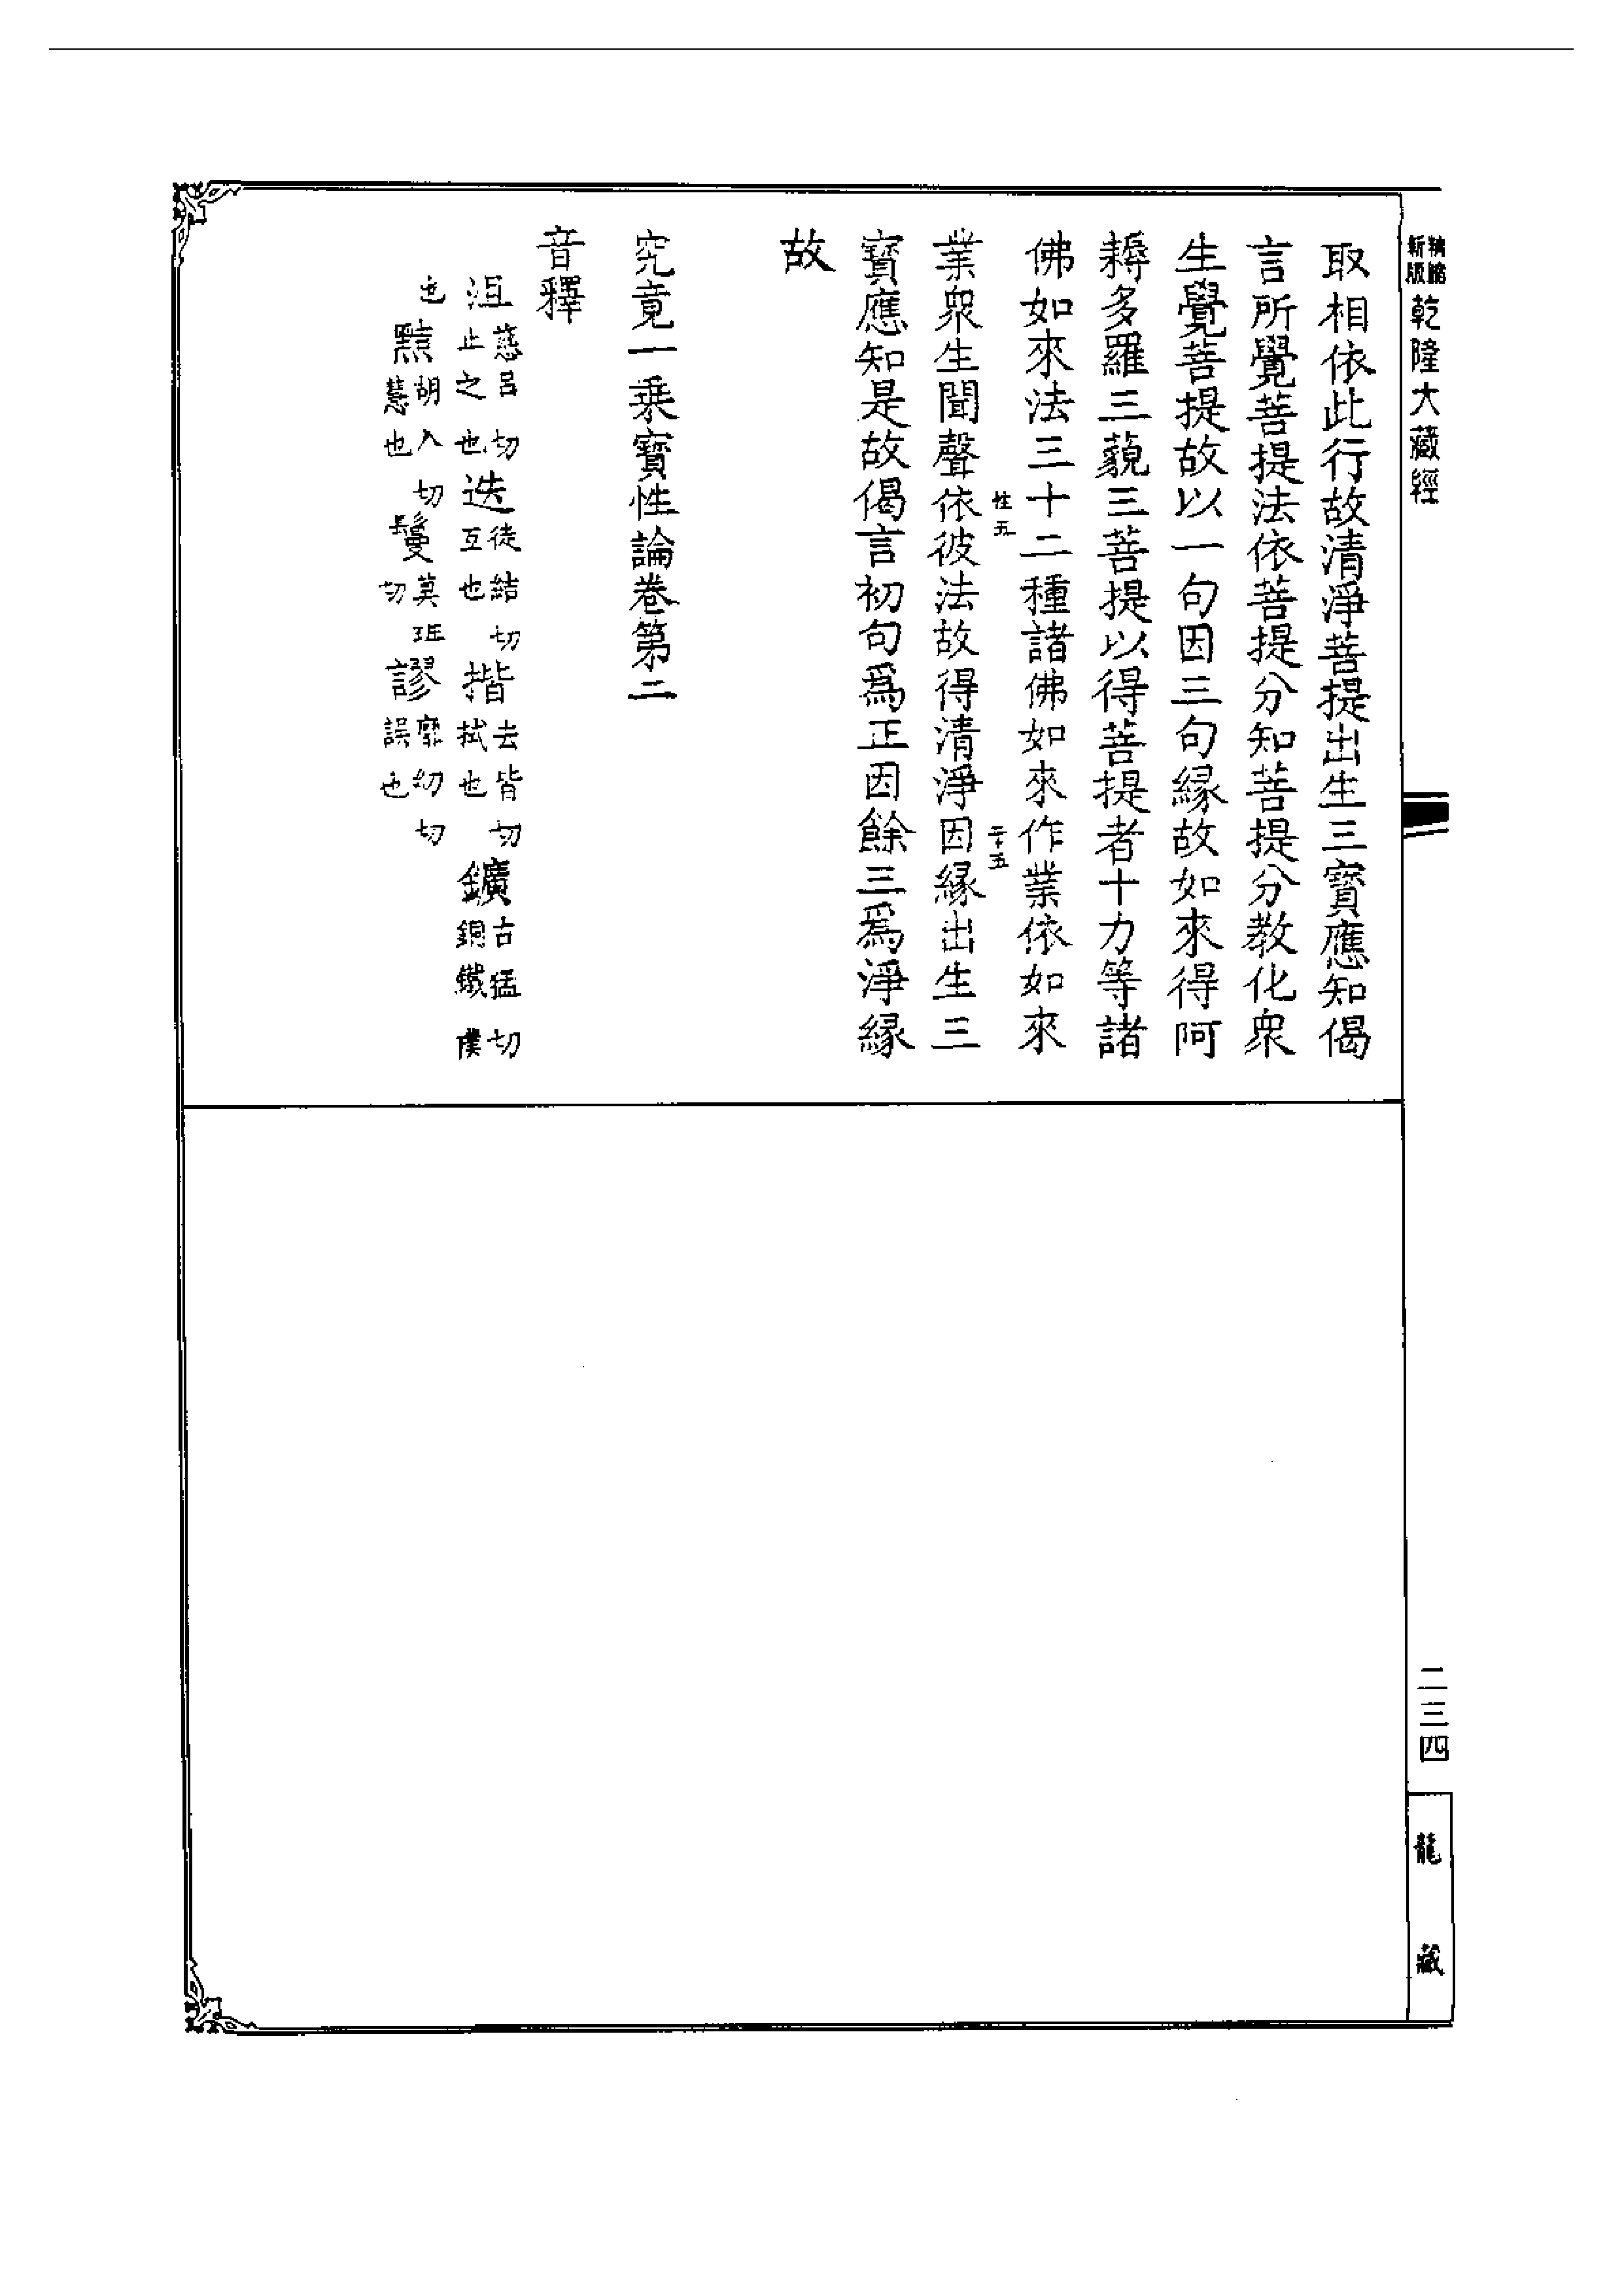 新版
乾隆大藏經
取相依此行故清淨菩提出生三寶應知偈
言所覺菩提法依菩提分知菩提分教化衆
生覺菩提故以一句因三句緣故如來得阿
耨多羅三藐三菩提以得菩提者十力等諸
佛如來法三十二種諸佛如來作業依如來
性五
二十五
業衆生聞聲依彼法故得清淨因緣出生三
寶應知是故偈言初句爲正因餘三爲淨緣
故
究竟一乘寶性論卷第二
音釋
沮慈呂切止之也迭徒結切互也揩去皆切拭也鑛古猛切銅鐵樸
也黠胡八切慧也鬘莫班切謬靡幼切誤也
二三四
龍藏